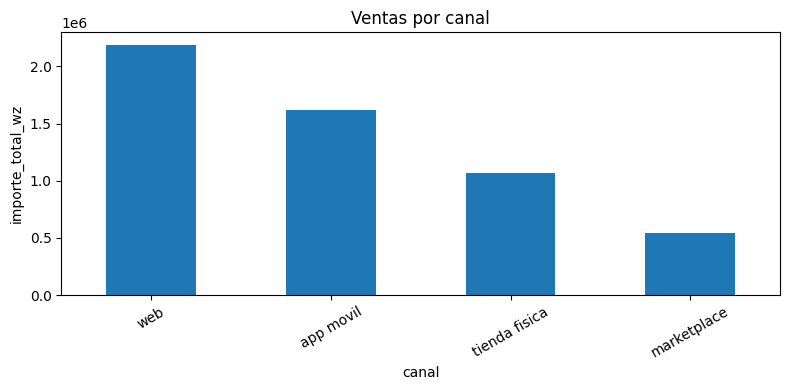 Ventas por canal
1e6
importe_total_wz
2.0
1.5
1.0
0.5
0.0
web
app movil
tienda fisica
marketplace
canal